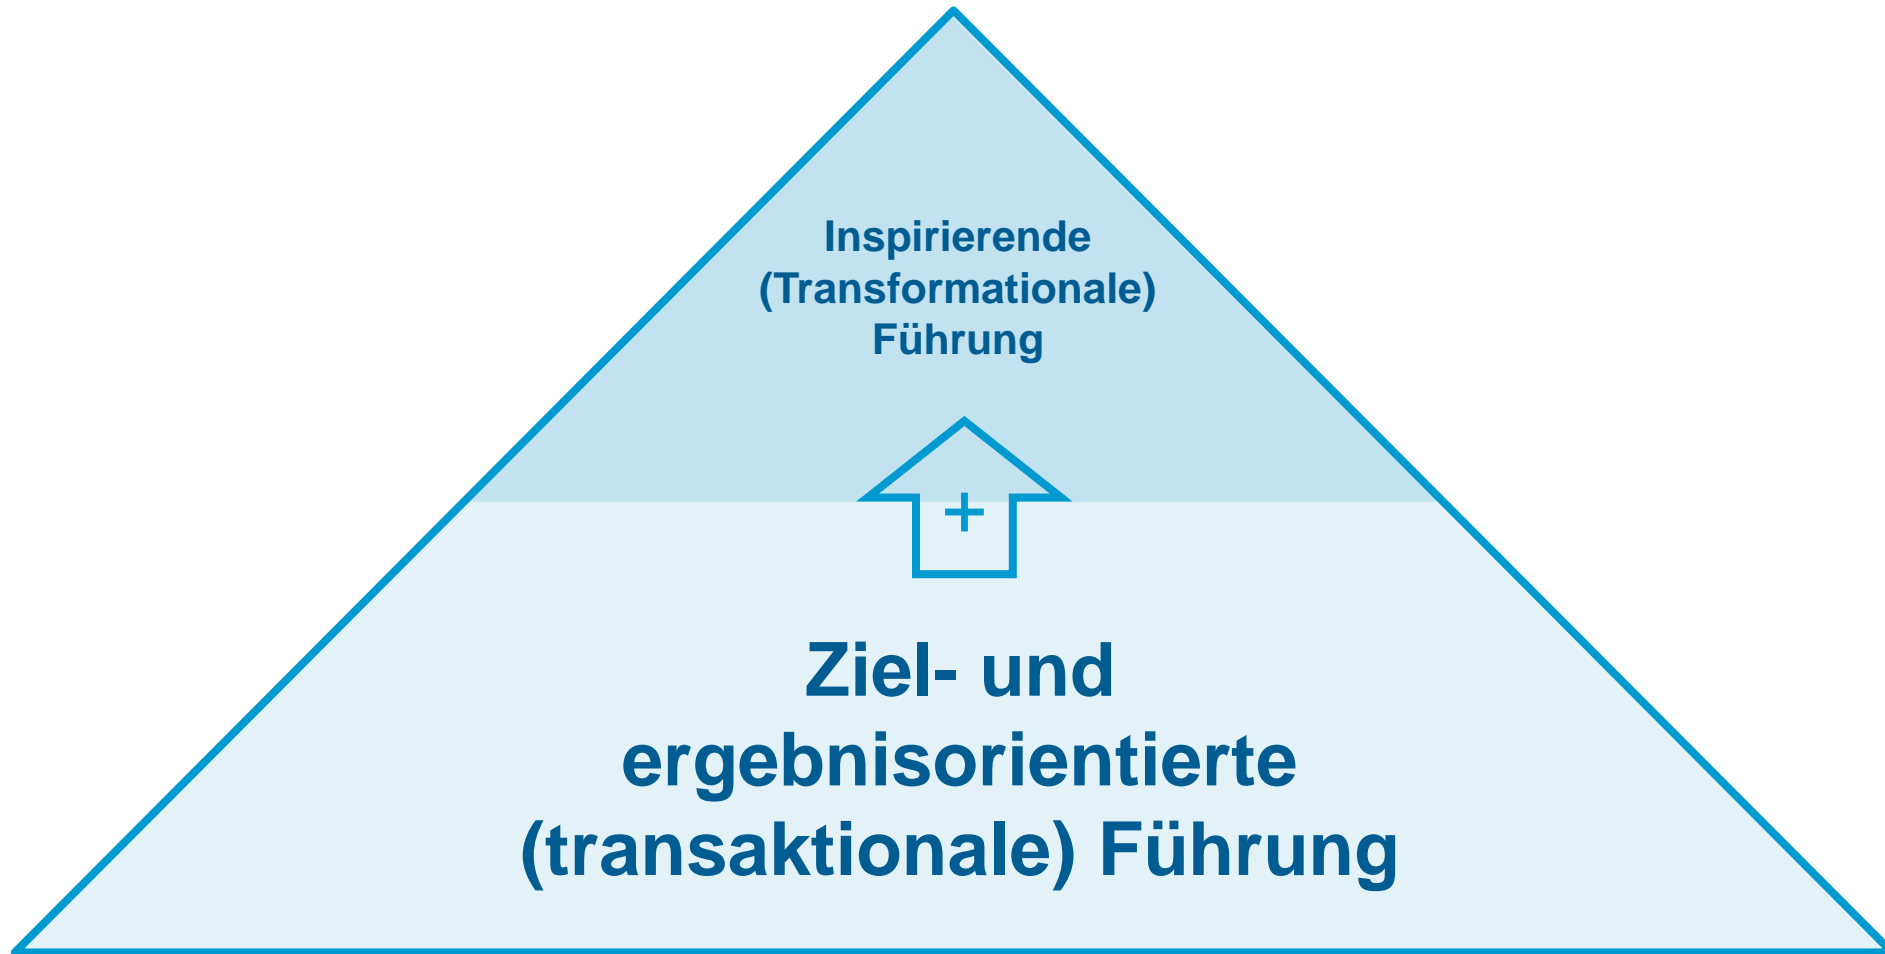 Inspirierende
(Transformationale)
Führung
+
Ziel- und
ergebnisorientierte
(transaktionale) Führung